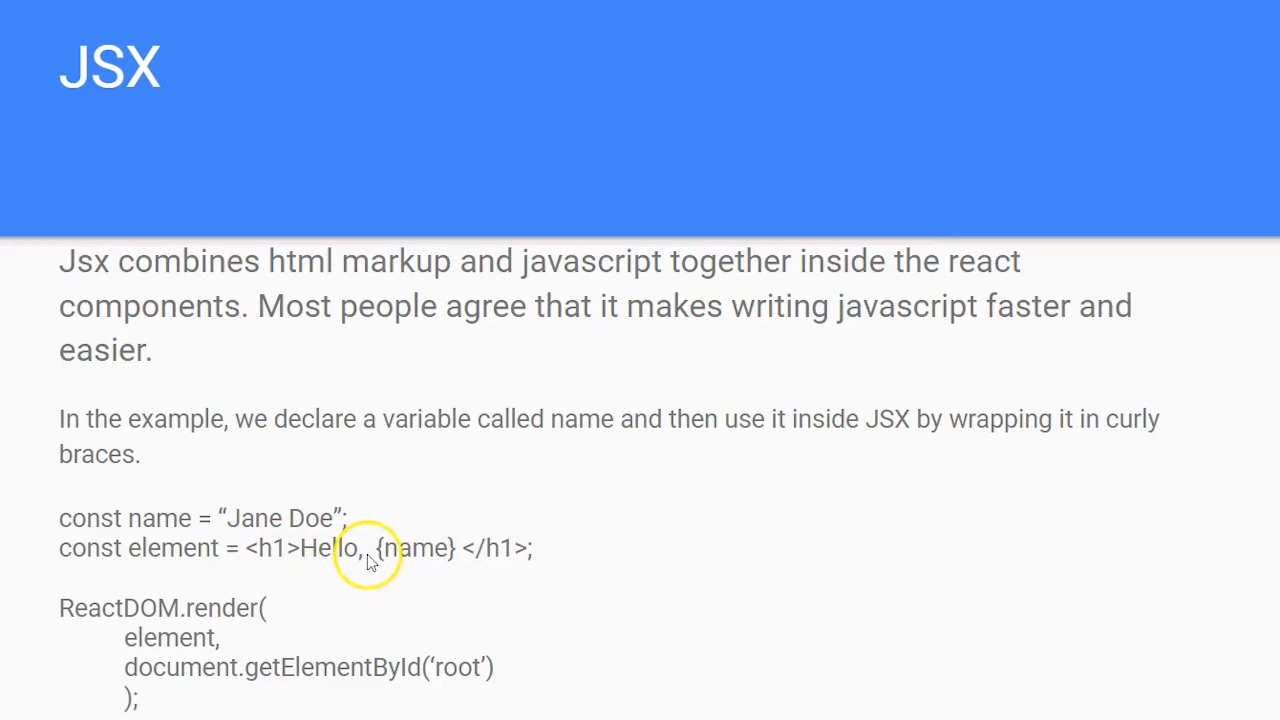 JSX
Jsx combines html markup and javascript together inside the react
components. Most people agree that it makes writing javascript faster and
easier.
In the example, we declare a variable called name and then use it inside JSX by wrapping it in curly
braces.
const name = “Jane Doe”;
const element = <h1>Hello, {name} </h1>;
ReactDOM.render(
element,
document.getElementById(‘root’)
);